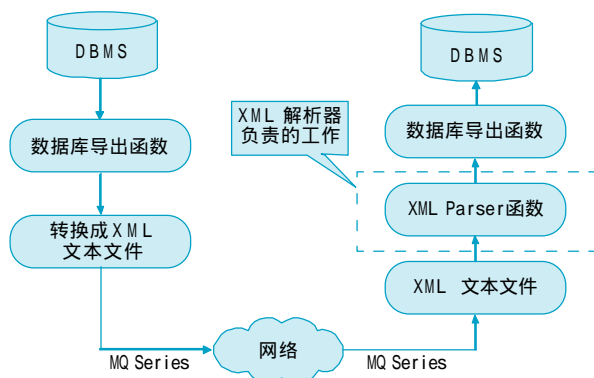 DBMS
数据库导出函数
转换成XML
文本文件
MQ Series
网络
MQ Series
XML 文本文件
XML Parser函数
XML 解析器
负责的工作
数据库导出函数
DBMS